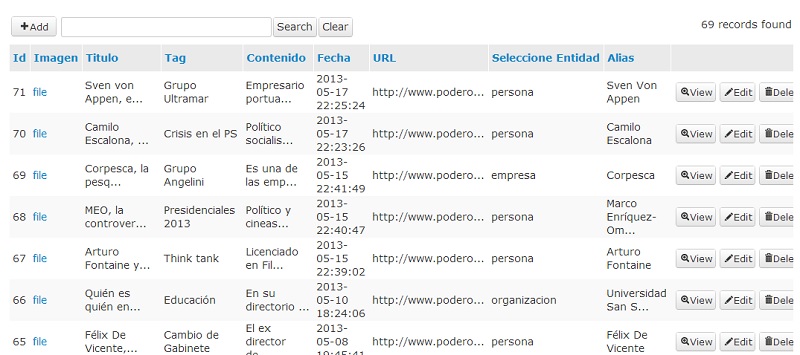 Add Search Clear 69 records found
Id Imagen Titulo Tag Contenido Fecha URL Seleccione Entidad Alias
71 file Sven von Appen, e... Grupo Ultramar Empresario portua... 2013-05-17 22:25:24 http://www.podero... persona Sven Von Appen View Edit Dele
70 file Camilo Escalona, ... Crisis en el PS Político socialis... 2013-05-17 22:23:26 http://www.podero... persona Camilo Escalona View Edit Dele
69 file Corpesca, la pesq... Grupo Angelini Es una de las emp... 2013-05-15 22:41:49 http://www.podero... empresa Corpesca View Edit Dele
68 file MEO, la controver... Presidenciales 2013 Político y cineas... 2013-05-15 22:40:47 http://www.podero... persona Marco Enríquez-Om... View Edit Dele
67 file Arturo Fontaine y... Think tank Licenciado en Fil... 2013-05-15 22:39:02 http://www.podero... persona Arturo Fontaine View Edit Dele
66 file Quién es quién en... Educación En su directorio ... 2013-05-10 18:24:06 http://www.podero... organizacion Universidad San S... View Edit Dele
65 file Félix De Vicente,... Cambio de Gabinete El ex director de... 2013-05-08 19:45:41 http://www.podero... persona Félix De Vicente View Edit Dele